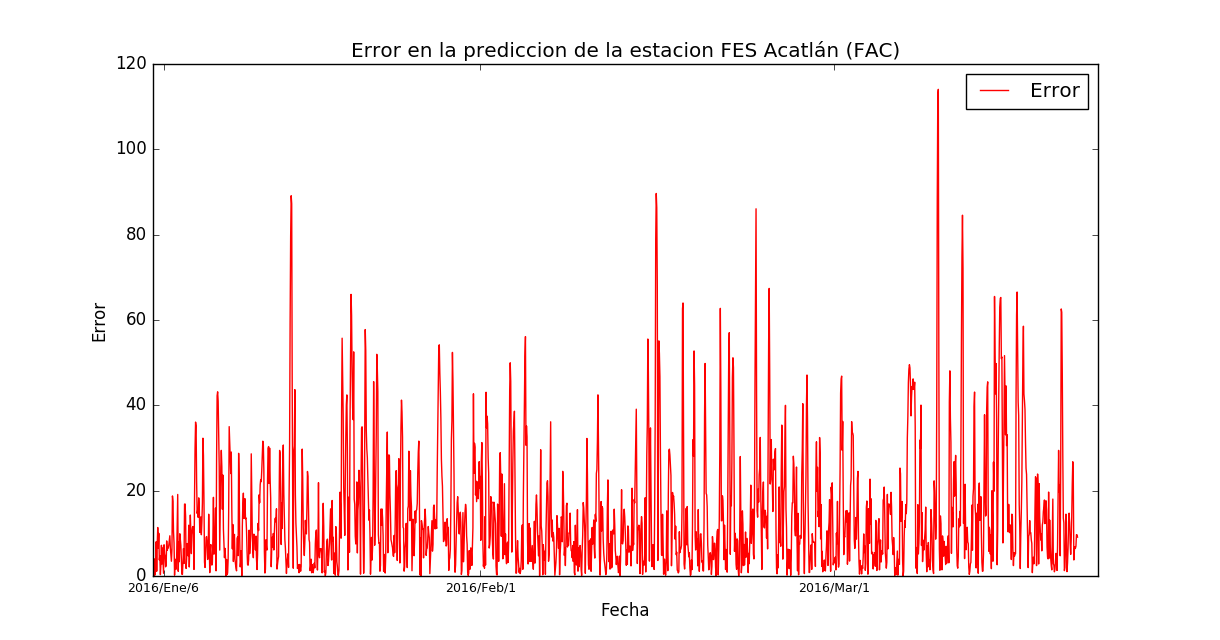 Error en la prediccion de la estacion FES Acatlán (FAC)
120
100
80
60
40
20
0
Error
Error
2016/Ene/6
2016/Feb/1
2016/Mar/1
Fecha